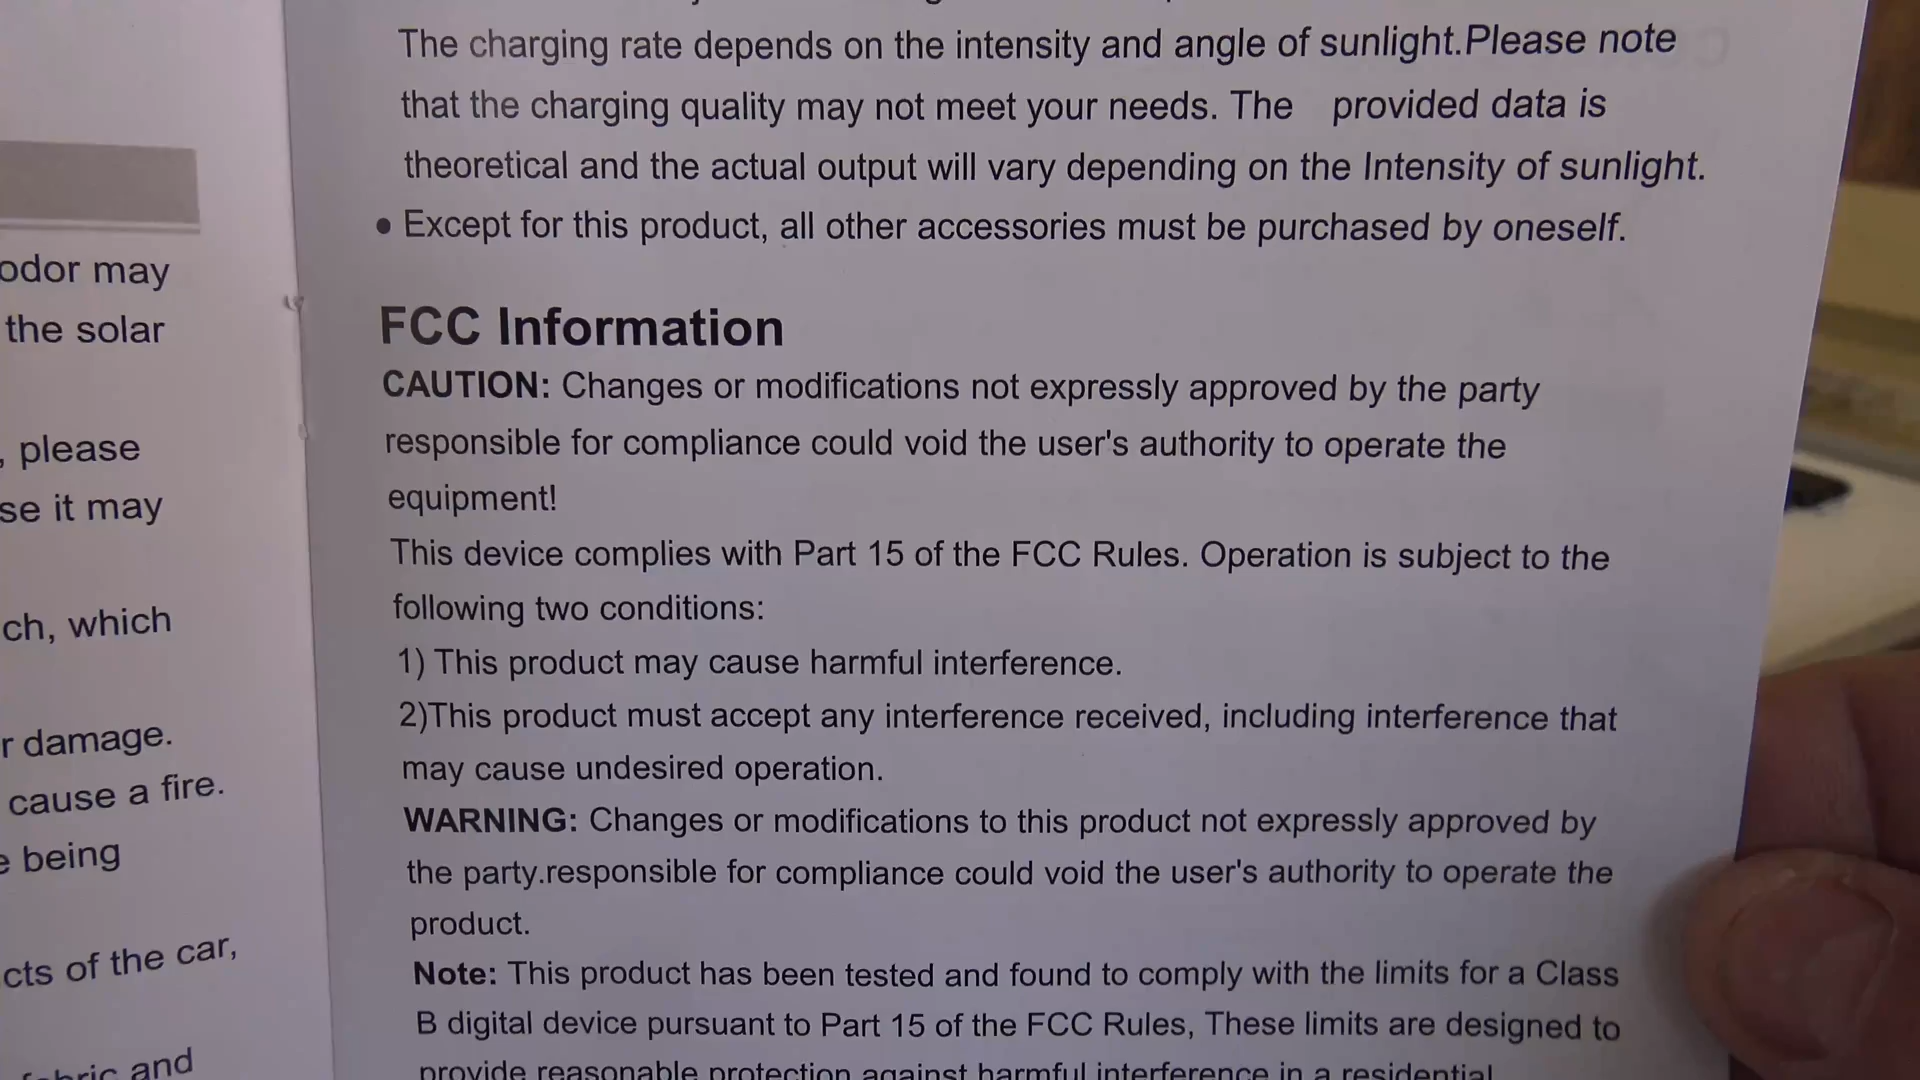 odor may
the solar
, please
se it may
ch, which
r damage.
cause a fire.
being
cts of the car,
and
The charging rate depends on the intensity and angle of sunlight.Please note
that the charging quality may not meet your needs. The provided data is
theoretical and the actual output will vary depending on the Intensity of sunlight.
● Except for this product, all other accessories must be purchased by oneself.
FCC Information
CAUTION: Changes or modifications not expressly approved by the party
responsible for compliance could void the user's authority to operate the
equipment!
This device complies with Part 15 of the FCC Rules. Operation is subject to the
following two conditions:
1) This product may cause harmful interference.
2)This product must accept any interference received, including interference that
may cause undesired operation.
WARNING: Changes or modifications to this product not expressly approved by
the party.responsible for compliance could void the user's authority to operate the
product.
Note: This product has been tested and found to comply with the limits for a Class
B digital device pursuant to Part 15 of the FCC Rules, These limits are designed to
provide reasonable protection against harmful interference in a residential